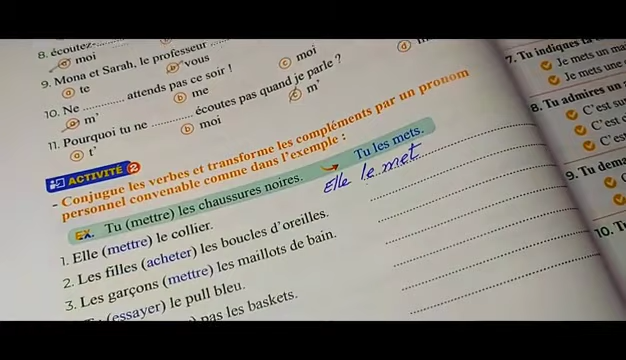 8. écoutez-
ⓐ moi
9. Mona et Sarah, le professeur
ⓐ te ⓑ vous ⓒ moi ⓓ
10. Ne .......... attends pas ce soir !
ⓐ m' ⓑ me ⓒ m'
11. Pourquoi tu ne .......... écoutes pas quand je parle ?
ⓐ t' ⓑ moi
ACTIVITÉ 2
- Conjugue les verbes et transforme les compléments par un pronom
personnel convenable comme dans l'exemple :
EX. Tu (mettre) les chaussures noires. → Tu les mets.
1. Elle (mettre) le collier. Elle le met
2. Les filles (acheter) les boucles d'oreilles.
3. Les garçons (mettre) les maillots de bain.
(essayer) le pull bleu.
pas les baskets.
7. Tu indiques
Je mets un
Je mets une
8. Tu admires un
C'est
C'est
C'est
9. Tu
10.